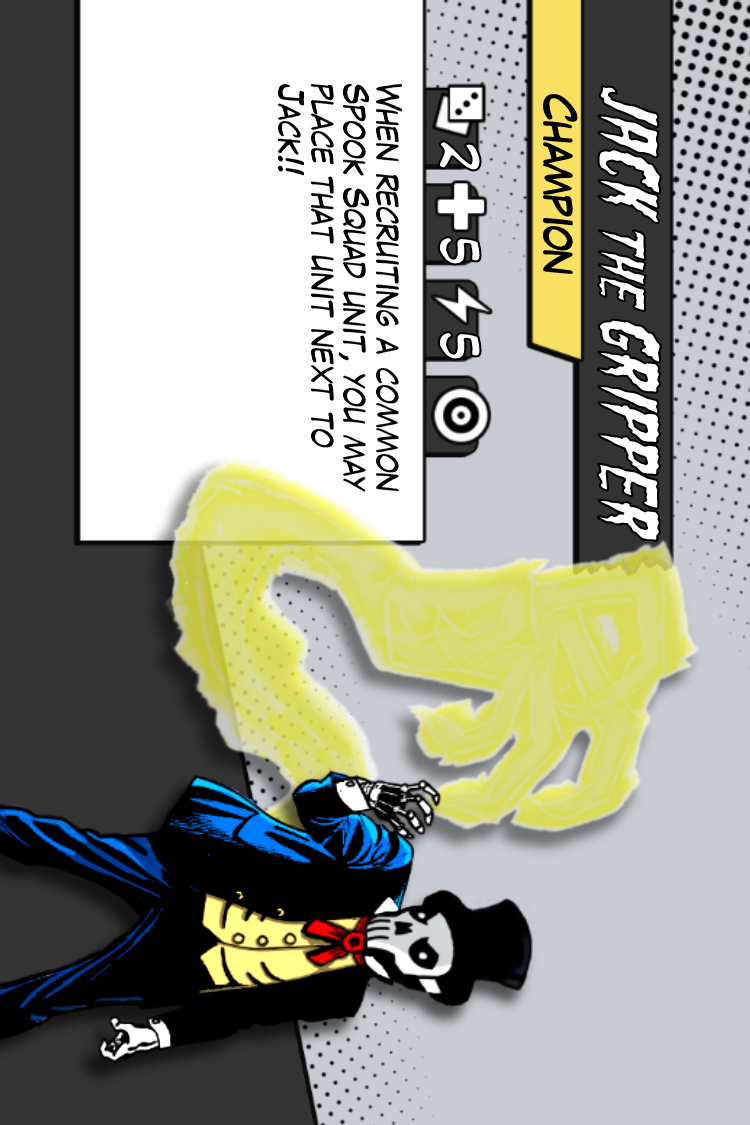 JACK THE GRIPPER
CHAMPION
2 5 5
WHEN RECRUITING A COMMON
SPOOK SQUAD UNIT, YOU MAY
PLACE THAT UNIT NEXT TO
JACK!!